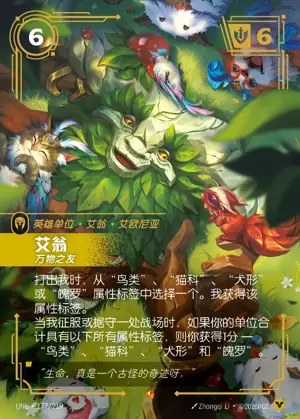 6
6
英雄单位·艾翁·艾欧尼亚
艾翁
万物之友
打出我时，从“鸟类”、“猫科”、“犬形”
或“魄罗”属性标签中选择一个。我获得该
属性标签。
当我征服或据守一处战场时，如果你的单位合
计具有以下所有属性标签，则你获得1分 —
“鸟类”、“猫科”、“犬形”和“魄罗”。
“生命，真是一个古怪的奇迹呀。”
Zhongqi Li